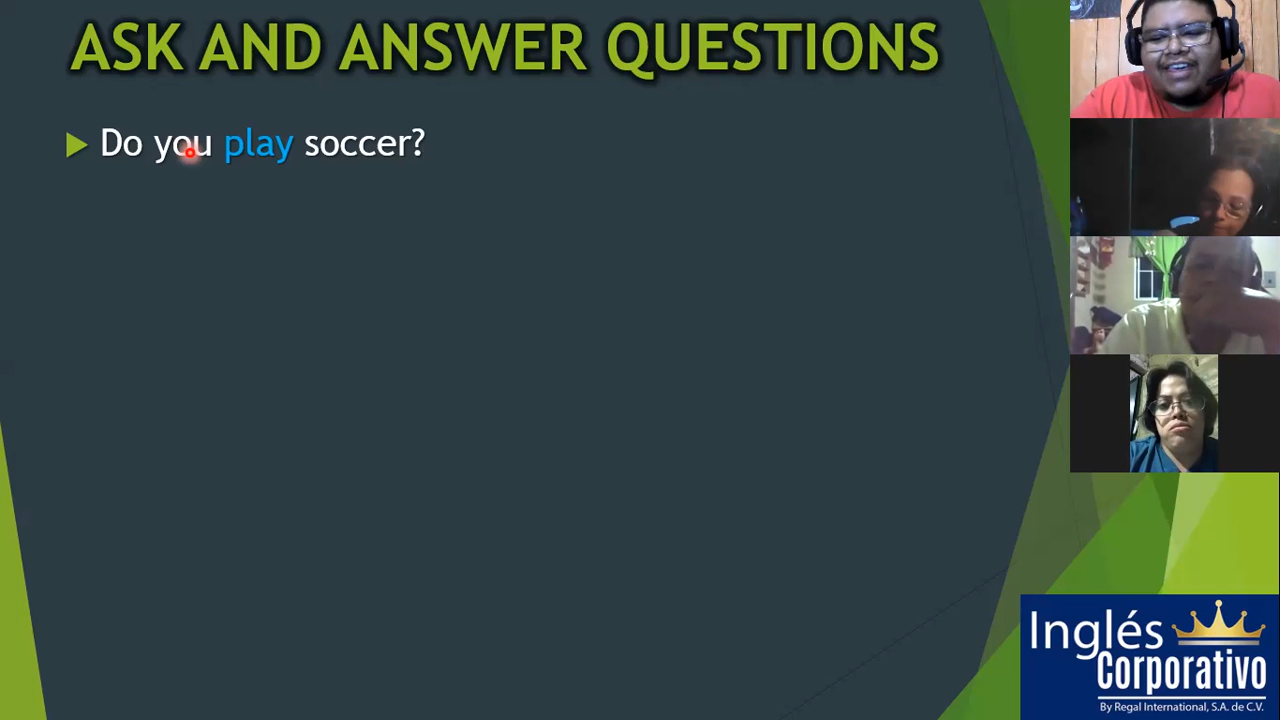 ASK AND ANSWER QUESTIONS
Do you play soccer?
Inglés
Corporativo
By Regal International, S.A. de C.V.